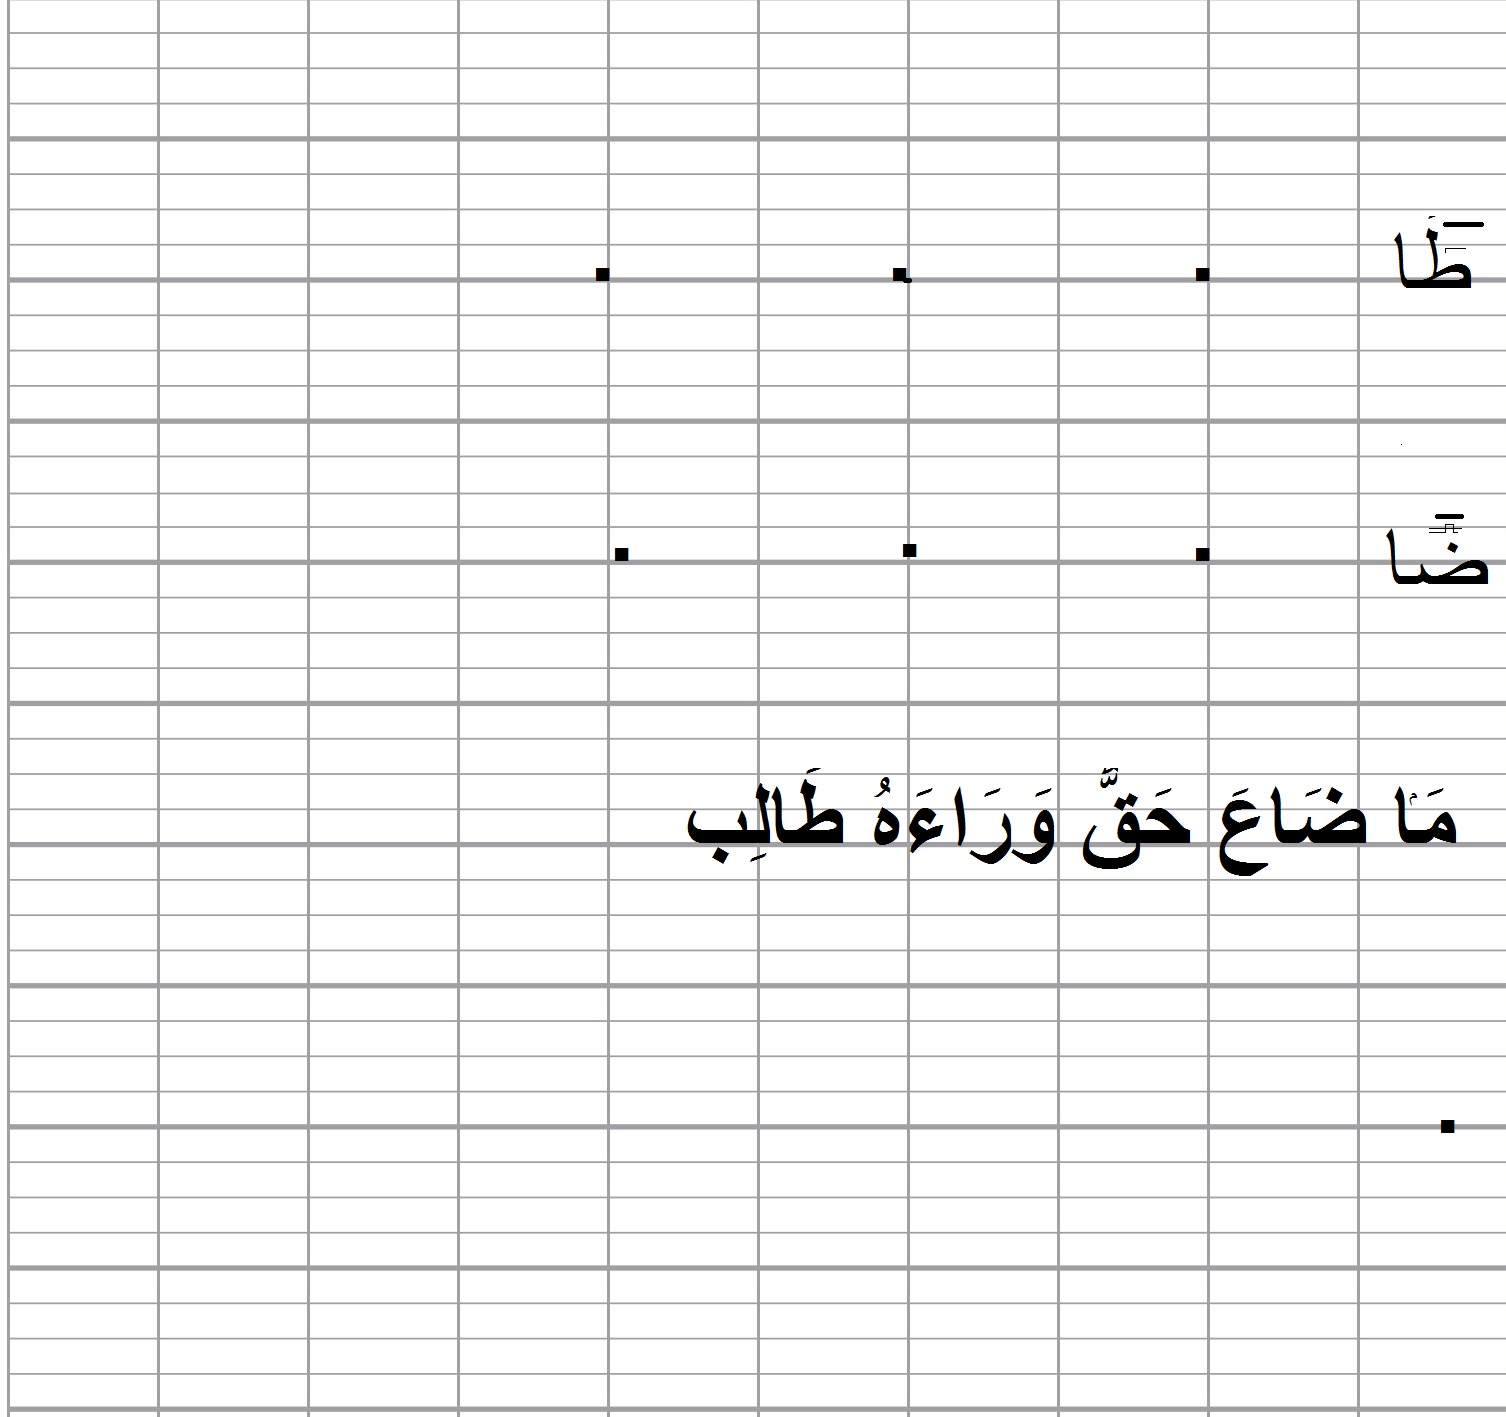 ظَا . . .
ضَا . . .
مَا ضَاعَ حَقَّ وَرَاءَهُ طَالِب
.